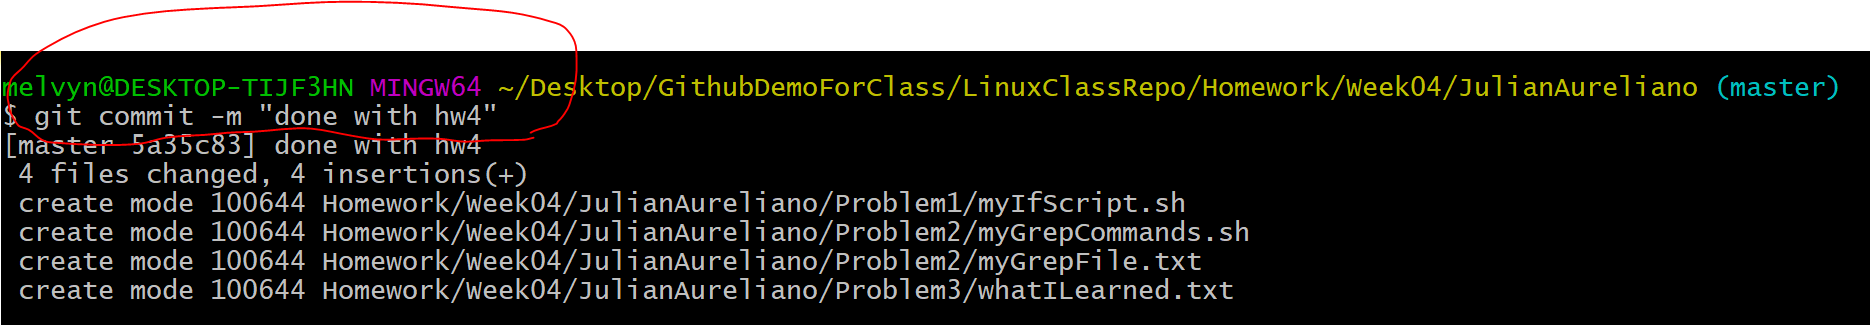 melvyn@DESKTOP-TIJF3HN MINGW64 ~/Desktop/GithubDemoForClass/LinuxClassRepo/Homework/Week04/JulianAureliano (master)
$ git commit -m "done with hw4"
[master 5a35c83] done with hw4
 4 files changed, 4 insertions(+)
 create mode 100644 Homework/Week04/JulianAureliano/Problem1/myIfScript.sh
 create mode 100644 Homework/Week04/JulianAureliano/Problem2/myGrepCommands.sh
 create mode 100644 Homework/Week04/JulianAureliano/Problem2/myGrepFile.txt
 create mode 100644 Homework/Week04/JulianAureliano/Problem3/whatILearned.txt